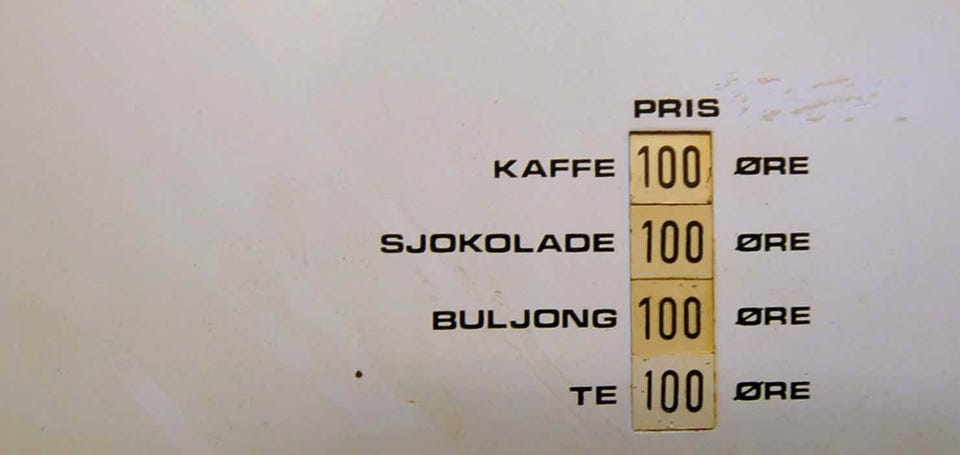 PRIS
KAFFE 100 ØRE
SJOKOLADE 100 ØRE
BULJONG 100 ØRE
TE 100 ØRE